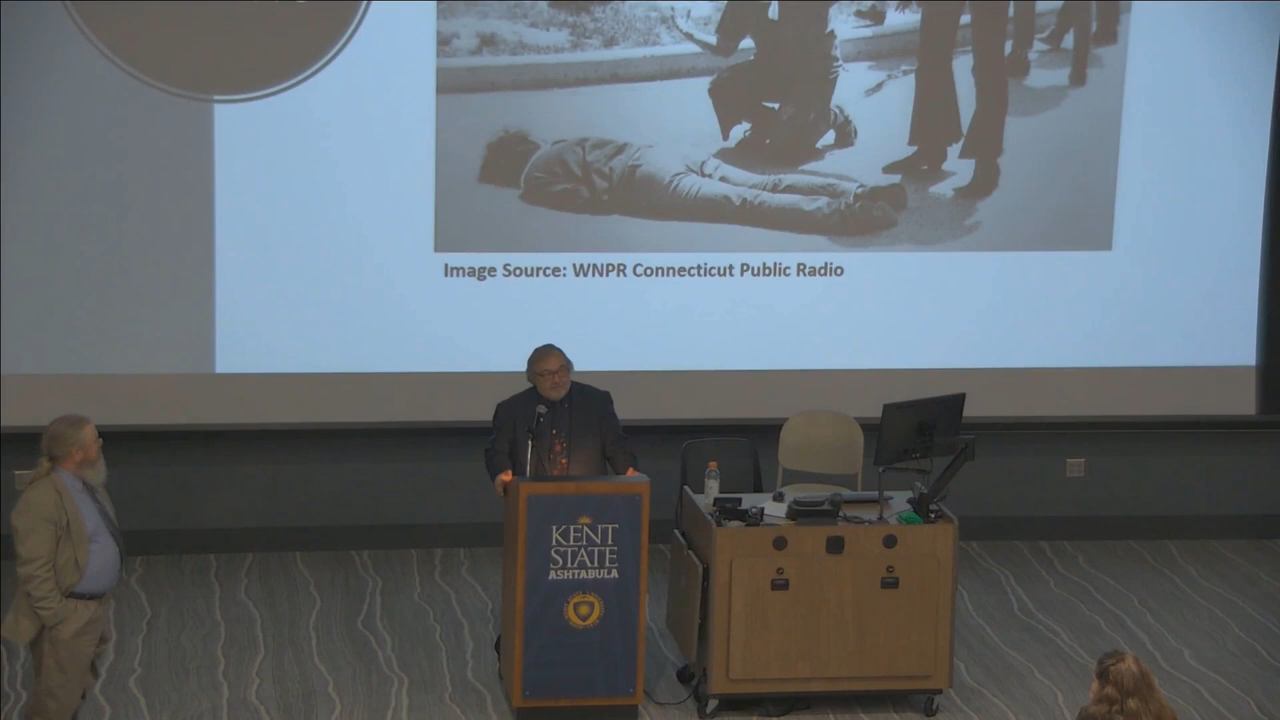 Image Source: WNPR Connecticut Public Radio
KENT
STATE
ASHTABULA